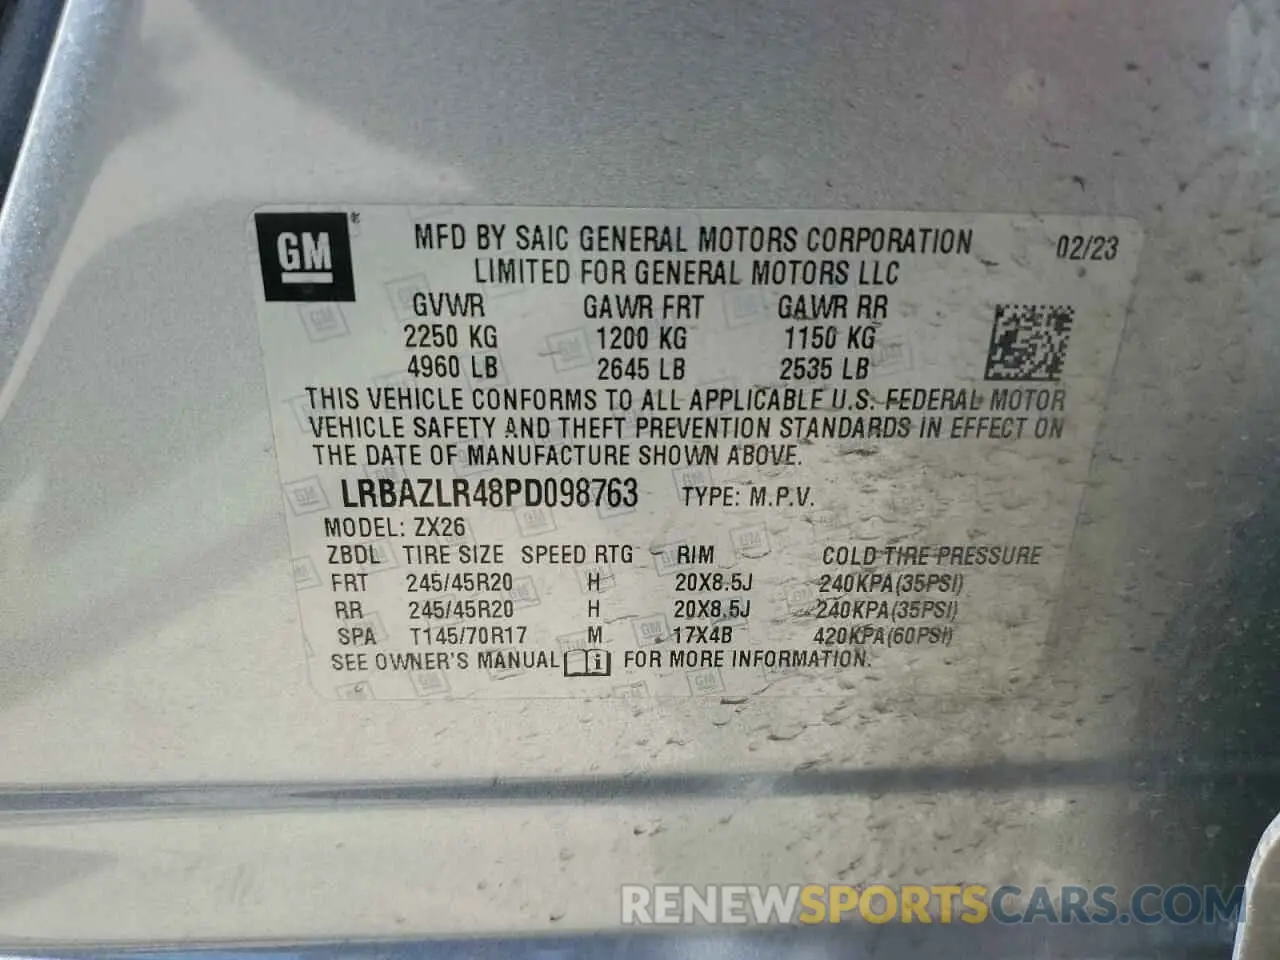 GM ®
MFD BY SAIC GENERAL MOTORS CORPORATION 02/23
LIMITED FOR GENERAL MOTORS LLC
GVWR GAWR FRT GAWR RR
2250 KG 1200 KG 1150 KG
4960 LB 2645 LB 2535 LB
THIS VEHICLE CONFORMS TO ALL APPLICABLE U.S. FEDERAL MOTOR
VEHICLE SAFETY AND THEFT PREVENTION STANDARDS IN EFFECT ON
THE DATE OF MANUFACTURE SHOWN ABOVE.
LRBAZLR48PD098763 TYPE: M.P.V.
MODEL: ZX26
ZBDL TIRE SIZE SPEED RTG RIM COLD TIRE PRESSURE
FRT 245/45R20 H 20X8.5J 240KPA(35PSI)
RR 245/45R20 H 20X8.5J 240KPA(35PSI)
SPA T145/70R17 M 17X4B 420KPA(60PSI)
SEE OWNER'S MANUAL i FOR MORE INFORMATION.
RENEWSPORTSCARS.COM